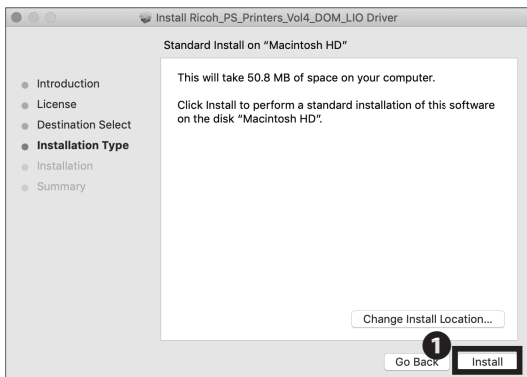 Install Ricoh_PS_Printers_Vol4_DOM_LIO Driver
Standard Install on “Macintosh HD”
Introduction
License
Destination Select
Installation Type
Installation
Summary
This will take 50.8 MB of space on your computer.
Click Install to perform a standard installation of this software
on the disk “Macintosh HD”.
Change Install Location...
1
Go Back
Install